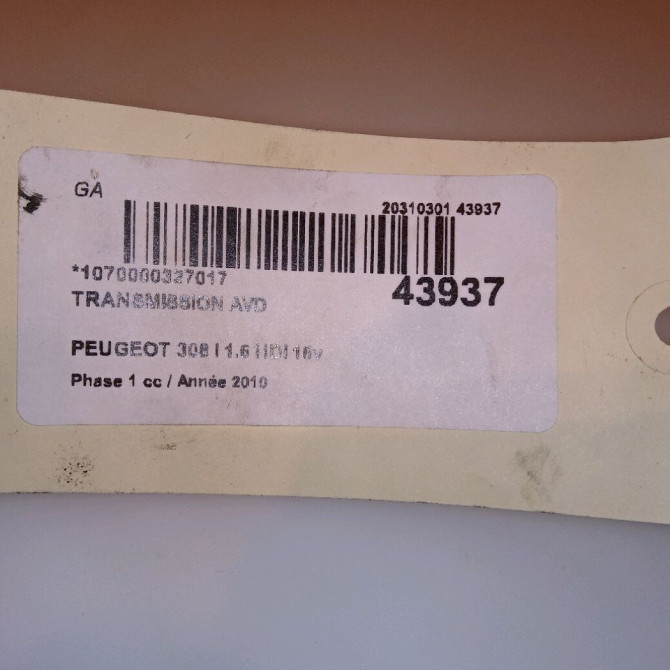 GA
20310301 43937
*1070000327017
43937
TRANSMISSION AVD
PEUGEOT 308 I 1.6 HDI 16v
Phase 1 cc / Année 2010